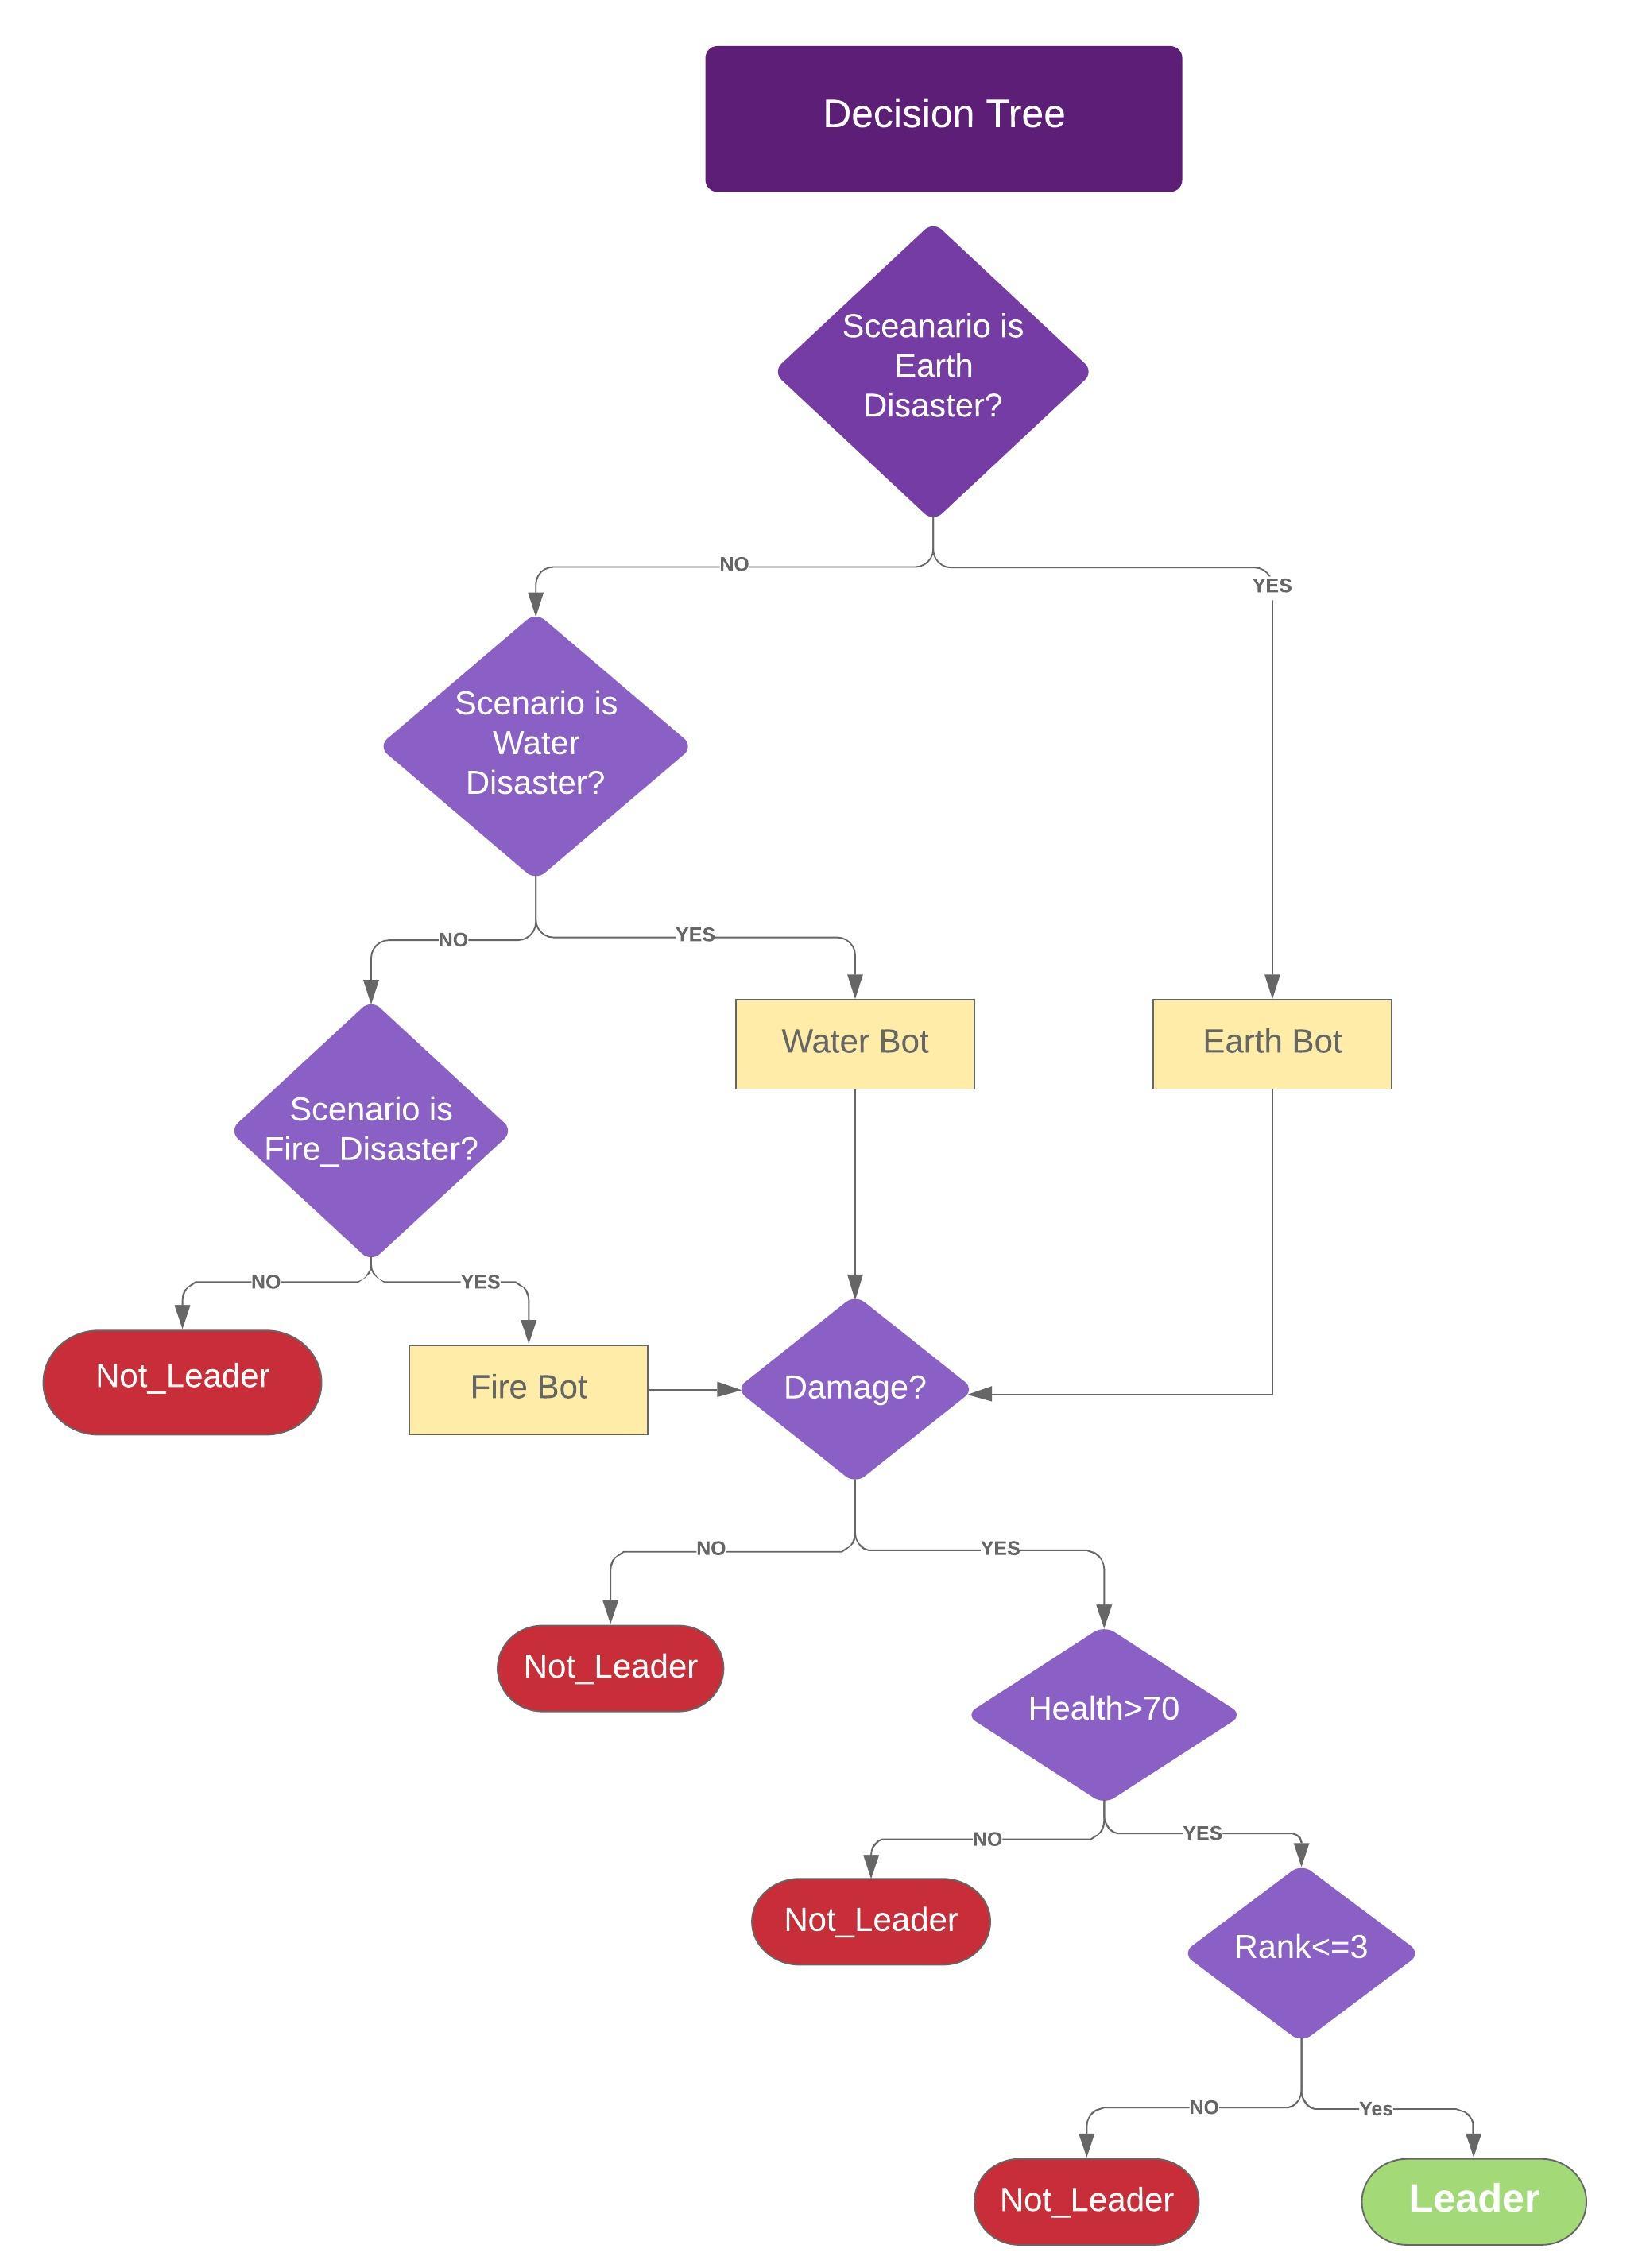 Decision Tree
Sceanario is
Earth
Disaster?
NO
YES
Scenario is
Water
Disaster?
NO
YES
Water Bot
Earth Bot
Scenario is
Fire_Disaster?
NO
YES
Not_Leader
Fire Bot
Damage?
NO
YES
Not_Leader
Health>70
NO
YES
Not_Leader
Rank<=3
NO
Yes
Not_Leader
Leader